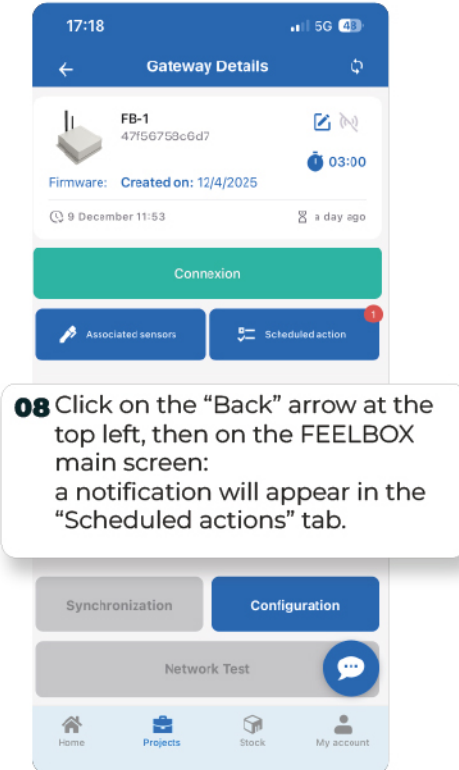 17:18
5G 43
Gateway Details
FB-1
47f56758c6d7
03:00
Firmware: Created on: 12/4/2025
9 December 11:53
a day ago
Connexion
1
Associated sensors
Scheduled action
08 Click on the “Back” arrow at the
top left, then on the FEELBOX
main screen:
a notification will appear in the
“Scheduled actions” tab.
Synchronization
Configuration
Network Test
Home
Projects
Stock
My account